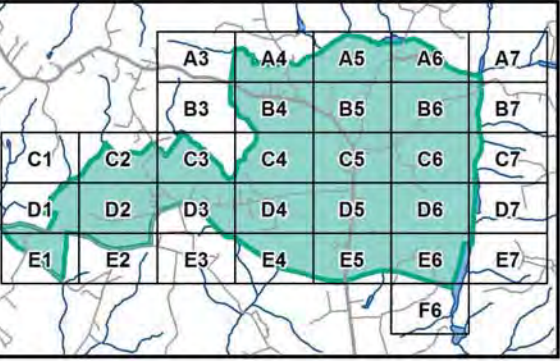 A3 A4 A5 A6 A7
B3 B4 B5 B6 B7
C1 C2 C3 C4 C5 C6 C7
D1 D2 D3 D4 D5 D6 D7
E1 E2 E3 E4 E5 E6 E7
F6